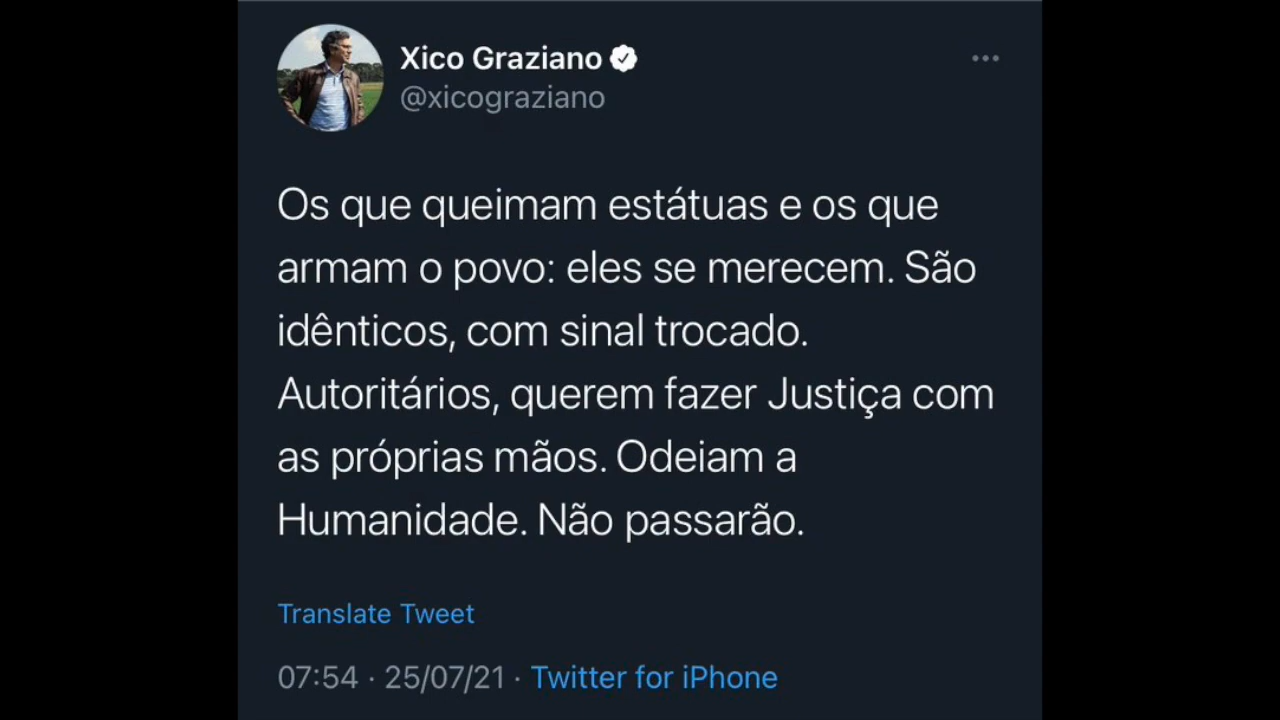 Xico Graziano
@xicograziano
Os que queimam estátuas e os que
armam o povo: eles se merecem. São
idênticos, com sinal trocado.
Autoritários, querem fazer Justiça com
as próprias mãos. Odeiam a
Humanidade. Não passarão.
Translate Tweet
07:54 · 25/07/21 · Twitter for iPhone